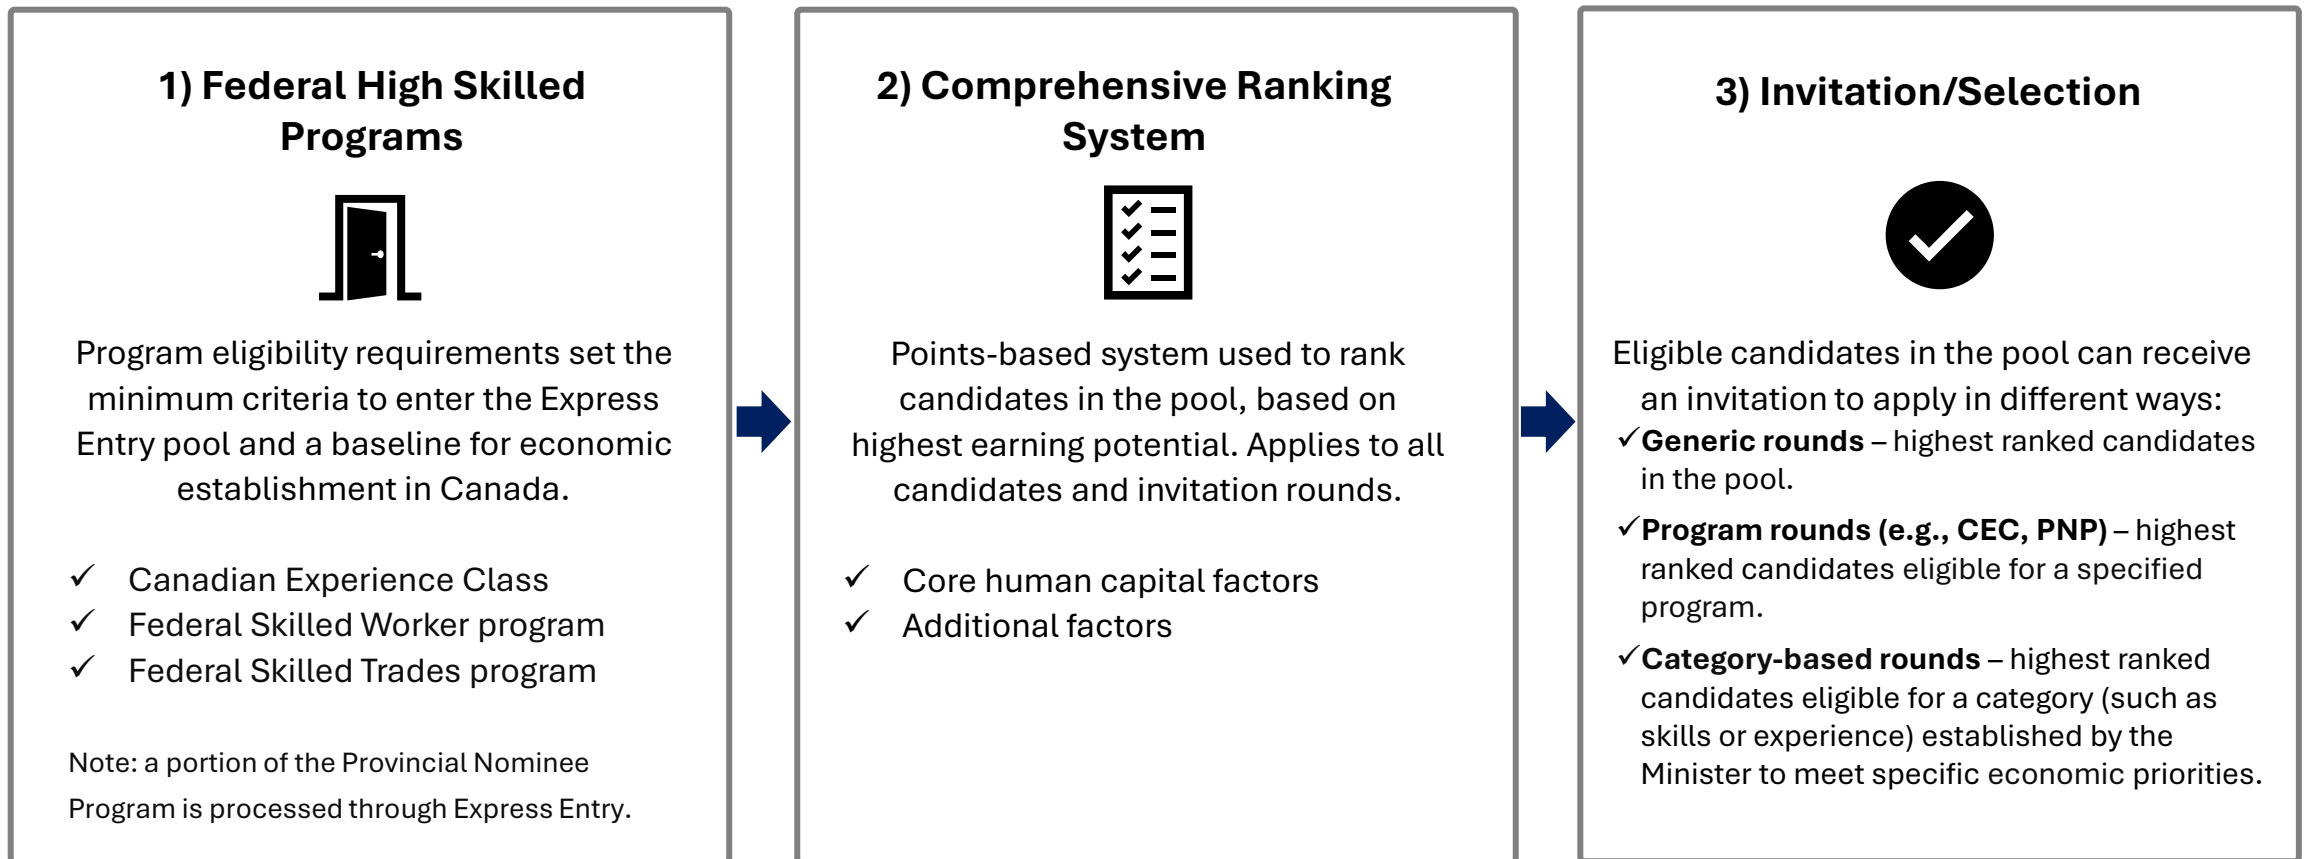 1) Federal High Skilled
Programs
Program eligibility requirements set the
minimum criteria to enter the Express
Entry pool and a baseline for economic
establishment in Canada.
✓ Canadian Experience Class
✓ Federal Skilled Worker program
✓ Federal Skilled Trades program
Note: a portion of the Provincial Nominee
Program is processed through Express Entry.
2) Comprehensive Ranking
System
Points-based system used to rank
candidates in the pool, based on
highest earning potential. Applies to all
candidates and invitation rounds.
✓ Core human capital factors
✓ Additional factors
3) Invitation/Selection
Eligible candidates in the pool can receive
an invitation to apply in different ways:
✓Generic rounds – highest ranked candidates
in the pool.
✓Program rounds (e.g., CEC, PNP) – highest
ranked candidates eligible for a specified
program.
✓Category-based rounds – highest ranked
candidates eligible for a category (such as
skills or experience) established by the
Minister to meet specific economic priorities.